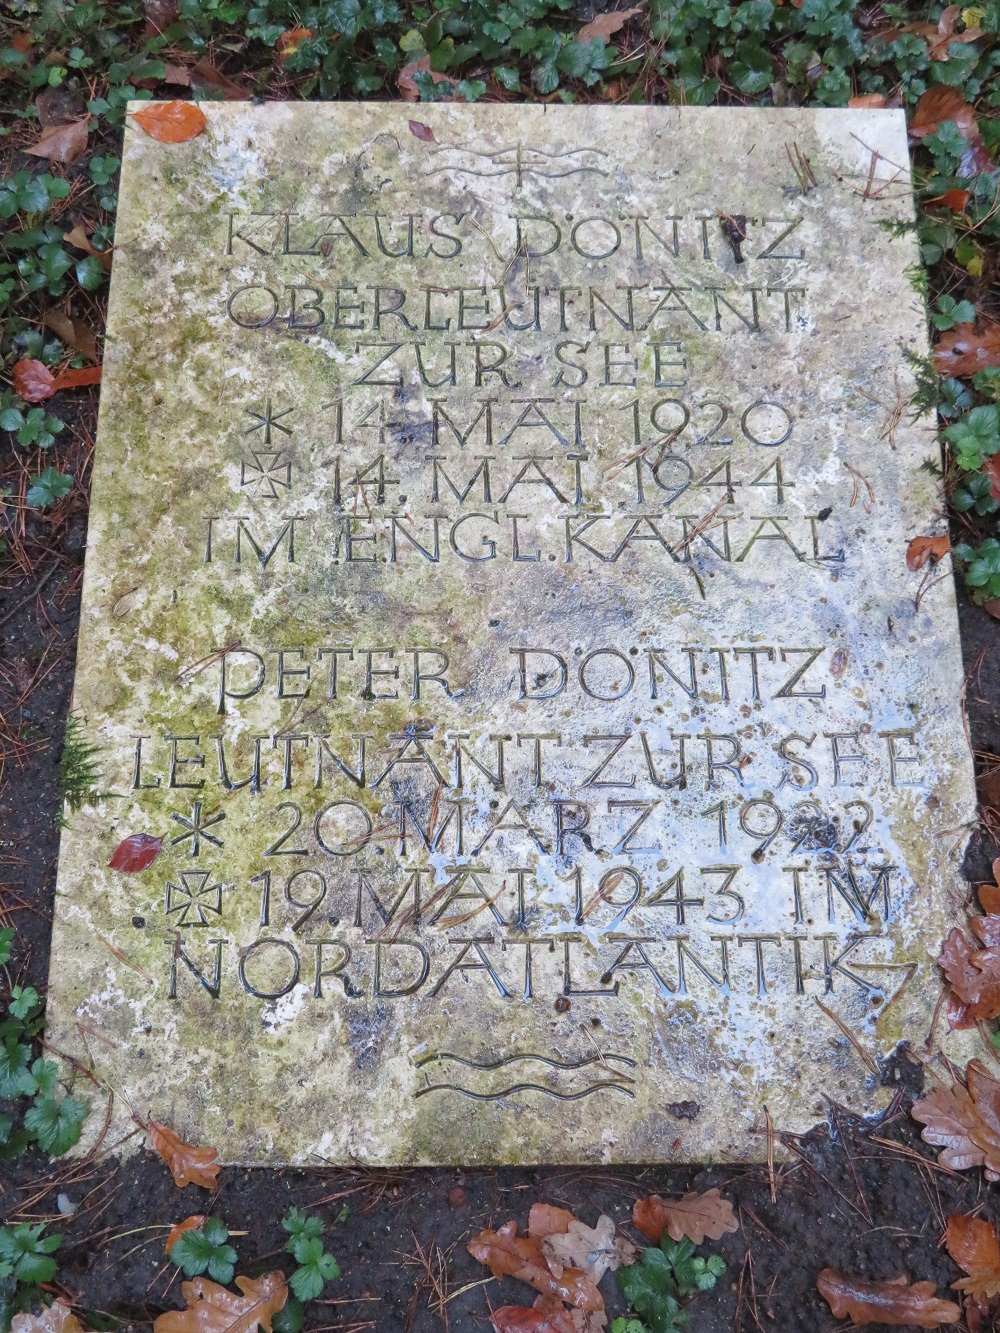 KLAUS DÖNITZ
OBERLEUTNANT
ZUR SEE
* 14. MAI 1920
✠ 14. MAI 1944
IM ENGL. KANAL
PETER DÖNITZ
LEUTNANT ZUR SEE
* 20. MÄRZ 1922
✠ 19. MAI 1943 IM
NORDATLANTIK